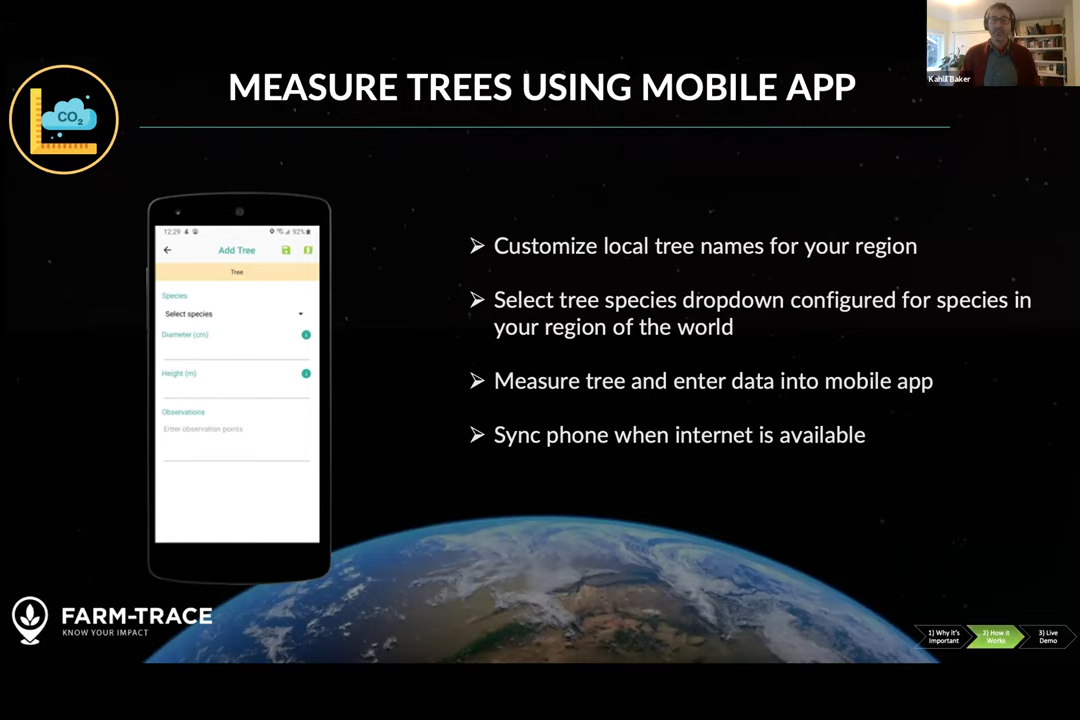 Kahlil Baker
MEASURE TREES USING MOBILE APP
CO2
12:29
92%
Add Tree
Tree
Species
Select species
Diameter (cm)
Height (m)
Observations
Enter observation points
➢ Customize local tree names for your region
➢ Select tree species dropdown configured for species in
your region of the world
➢ Measure tree and enter data into mobile app
➢ Sync phone when internet is available
FARM-TRACE
KNOW YOUR IMPACT
1) Why it's
Important
2) How it
Works
3) Live
Demo